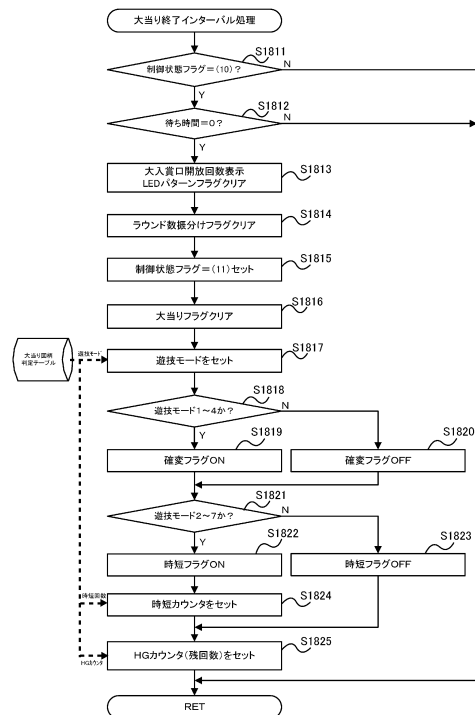 大当り終了インターバル処理
S1811
制御状態フラグ=(10)?
N
Y
S1812
待ち時間=0?
N
Y
大入賞口開放回数表示
LEDパターンフラグクリア
S1813
ラウンド数振分けフラグクリア
S1814
制御状態フラグ=(11)セット
S1815
大当りフラグクリア
S1816
大当り図柄
判定テーブル
遊技モード
遊技モードをセット
S1817
遊技モード1~4か?
S1818
N
Y
S1819
確変フラグON
S1820
確変フラグOFF
S1821
遊技モード2~7か?
N
Y
S1822
時短フラグON
S1823
時短フラグOFF
時短回数
時短カウンタをセット
S1824
HGカウンタ
HGカウンタ(残回数)をセット
S1825
RET